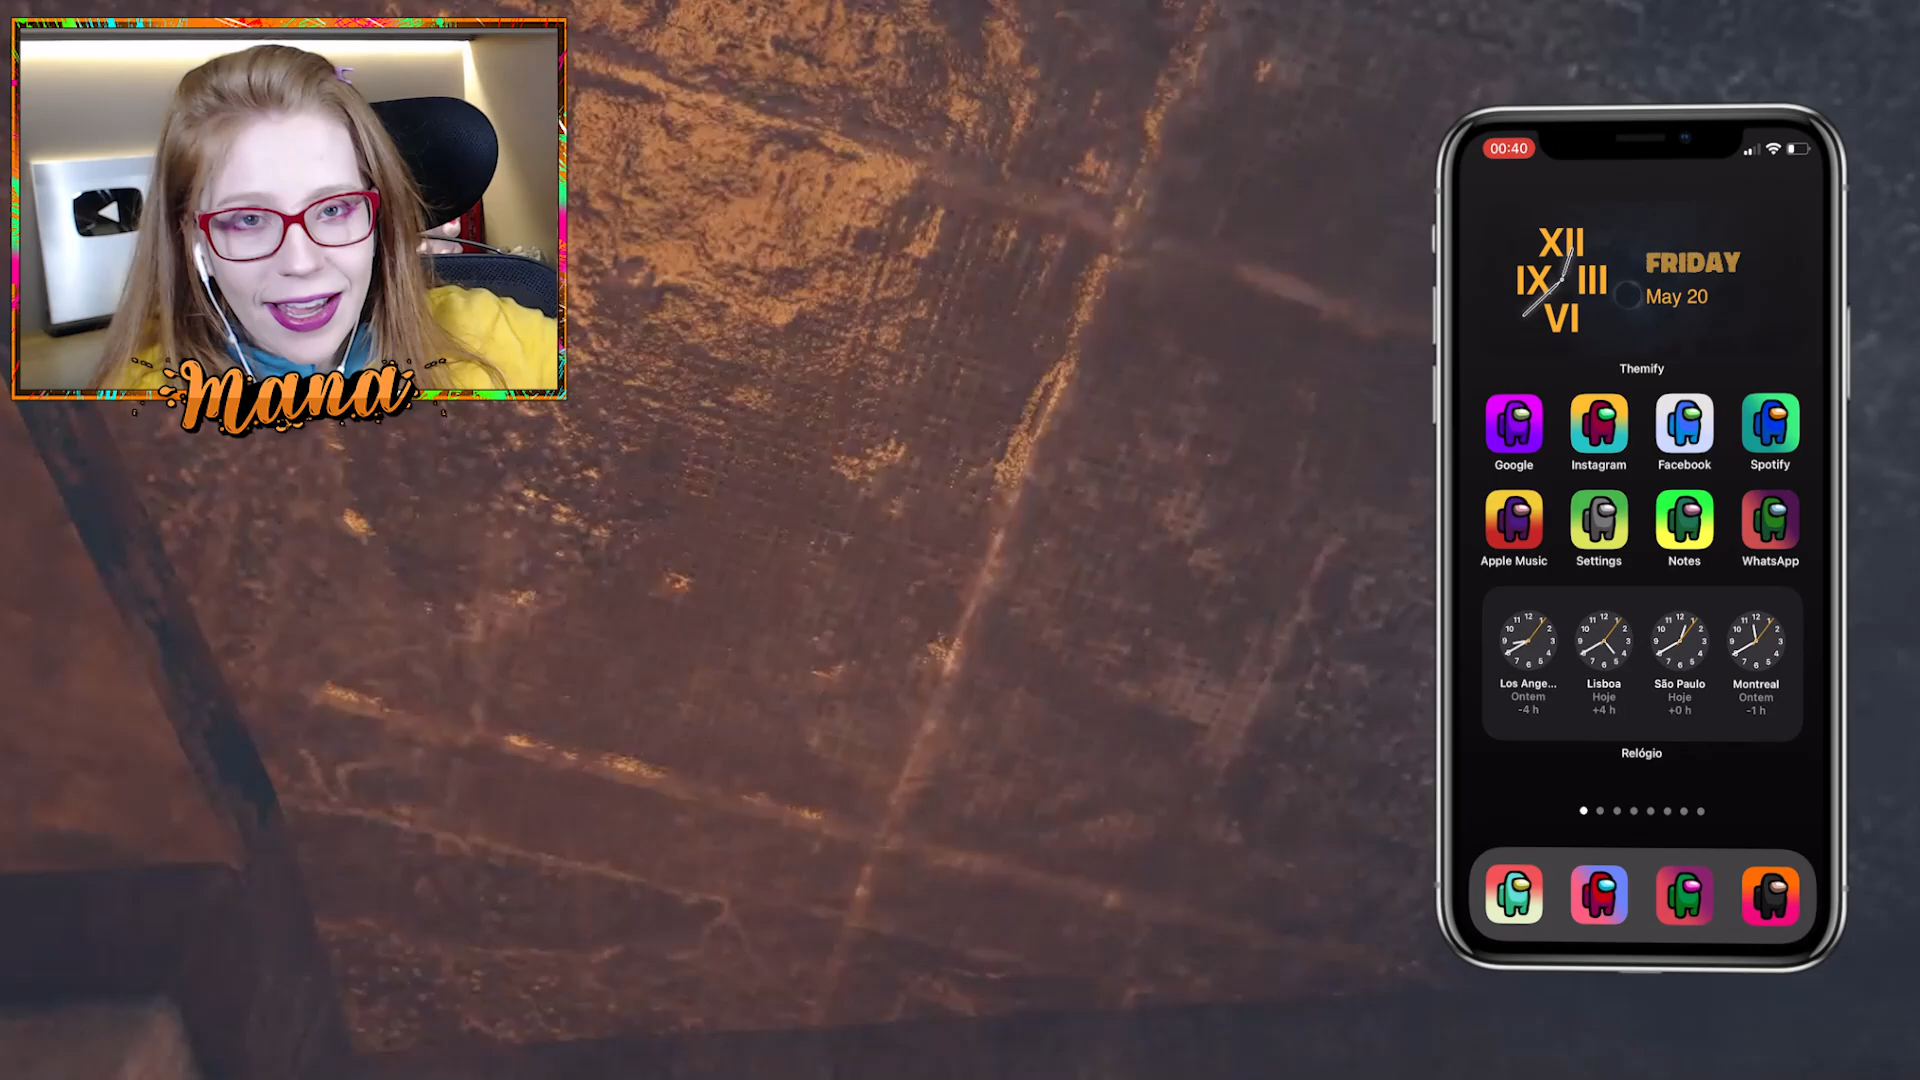 Mana
00:40
XII
IX III
VI
FRIDAY
May 20
Themify
Google Instagram Facebook Spotify
Apple Music Settings Notes WhatsApp
Los Ange... Lisboa São Paulo Montreal
Ontem Hoje Hoje Ontem
-4 h +4 h +0 h -1 h
Relógio